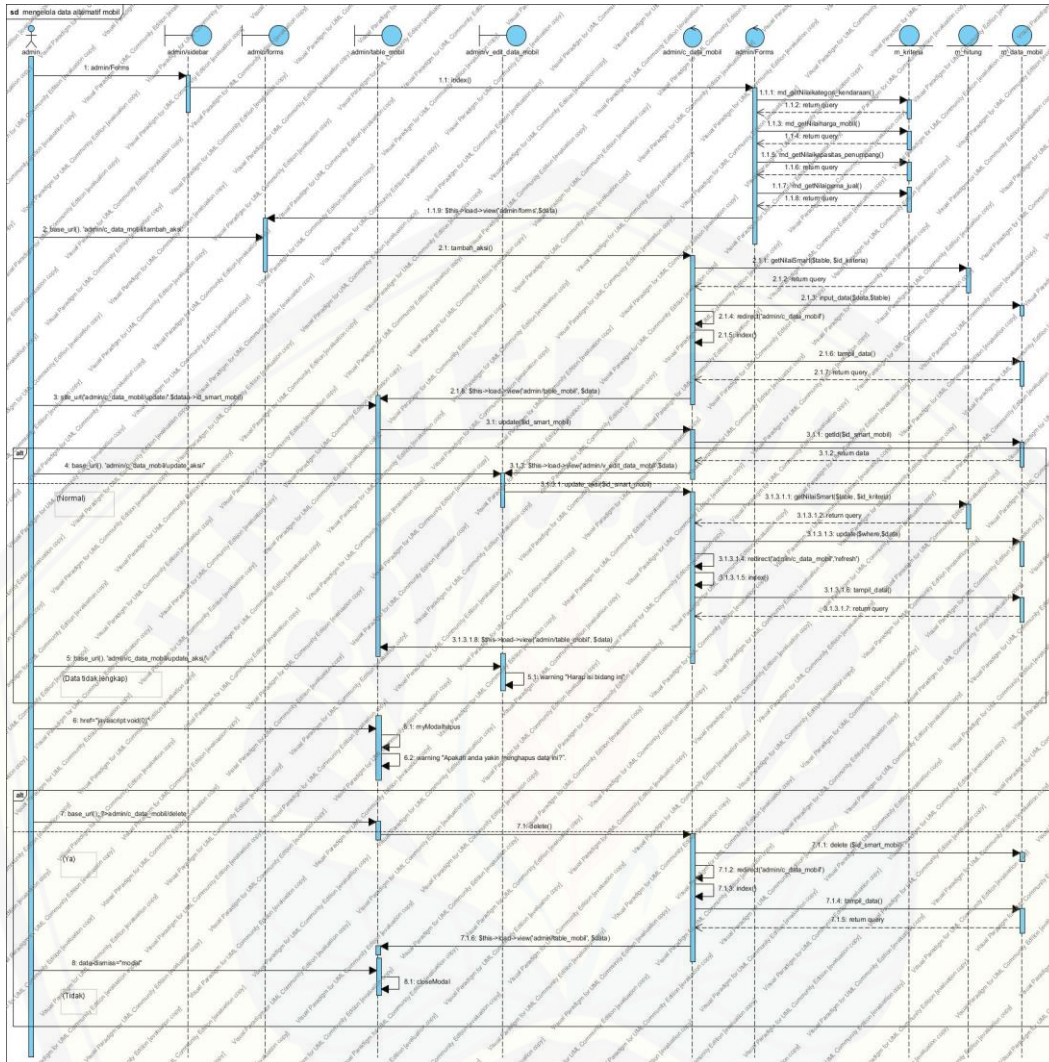 sd mengelola data alternatif mobil
admin
admin/sidebar
admin/forms
admin/table_mobil
admin/v_edit_data_mobil
admin/c_data_mobil
admin/Forms
m_kriteria
m_hitung
m_data_mobil
1: admin/Forms
1.1: index()
1.1.1: md_getNilaikategori_kendaraan()
1.1.2: return query
1.1.3: md_getNilaiharga_mobil()
1.1.4: return query
1.1.5: md_getNilaikapasitas_penumpang()
1.1.6: return query
1.1.7: md_getNilaipurna_jual()
1.1.8: return query
1.1.9: $this->load->view('admin/forms',$data)
2: base_url(). 'admin/c_data_mobil/tambah_aksi'
2.1: tambah_aksi()
2.1.1: getNilaiSmart($table, $id_kriteria)
2.1.2: return query
2.1.3: input_data($data,$table)
2.1.4: redirect('admin/c_data_mobil')
2.1.5: index()
2.1.6: tampil_data()
2.1.7: return query
2.1.8: $this->load->view('admin/table_mobil', $data)
3: site_url('admin/c_data_mobil/update/'.$data->id_smart_mobil)
3.1: update($id_smart_mobil)
3.1.1: getId($id_smart_mobil)
alt
3.1.2: return data
4: base_url(). 'admin/c_data_mobil/update_aksi/'
3.1.3: $this->load->view('admin/v_edit_data_mobil',$data)
3.1.3.1: update_aksi($id_smart_mobil)
(Normal)
3.1.3.1.1: getNilaiSmart($table, $id_kriteria)
3.1.3.1.2: return query
3.1.3.1.3: update($where,$data)
3.1.3.1.4: redirect('admin/c_data_mobil','refresh')
3.1.3.1.5: index()
3.1.3.1.6: tampil_data()
3.1.3.1.7: return query
3.1.3.1.8: $this->load->view('admin/table_mobil', $data)
5: base_url(). 'admin/c_data_mobil/update_aksi/'
(Data tidak lengkap)
5.1: warning "Harap isi bidang ini"
6: href="javascript:void(0);"
6.1: myModalhapus
6.2: warning "Apakah anda yakin menghapus data ini?".
alt
7: base_url(); ?>admin/c_data_mobil/delete
7.1: delete()
(Ya)
7.1.1: delete ($id_smart_mobil)
7.1.2: redirect('admin/c_data_mobil')
7.1.3: index()
7.1.4: tampil_data()
7.1.5: return query
7.1.6: $this->load->view('admin/table_mobil', $data)
8: data-dismiss="modal"
8.1: closeModal
(Tidak)